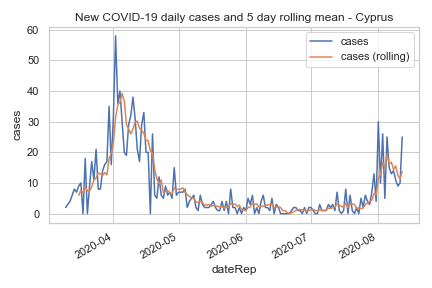 New COVID-19 daily cases and 5 day rolling mean - Cyprus
cases
cases (rolling)
60
50
40
30
20
10
0
cases
2020-04
2020-05
2020-06
2020-07
2020-08
dateRep